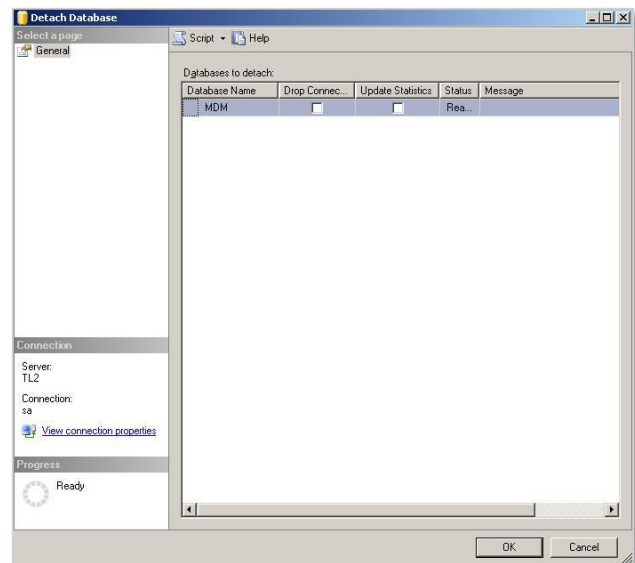 Detach Database
Select a page
General
Script Help
Databases to detach:
Database Name Drop Connec... Update Statistics Status Message
MDM Rea...
Connection
Server:
TL2
Connection:
sa
View connection properties
Progress
Ready
OK Cancel